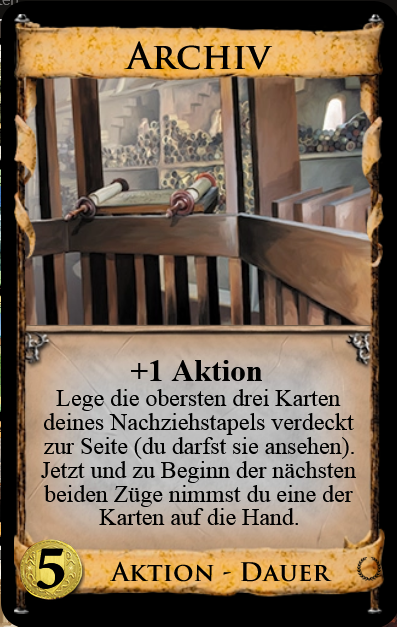 ARCHIV
+1 Aktion
Lege die obersten drei Karten
deines Nachziehstapels verdeckt
zur Seite (du darfst sie ansehen).
Jetzt und zu Beginn der nächsten
beiden Züge nimmst du eine der
Karten auf die Hand.
5
AKTION - DAUER